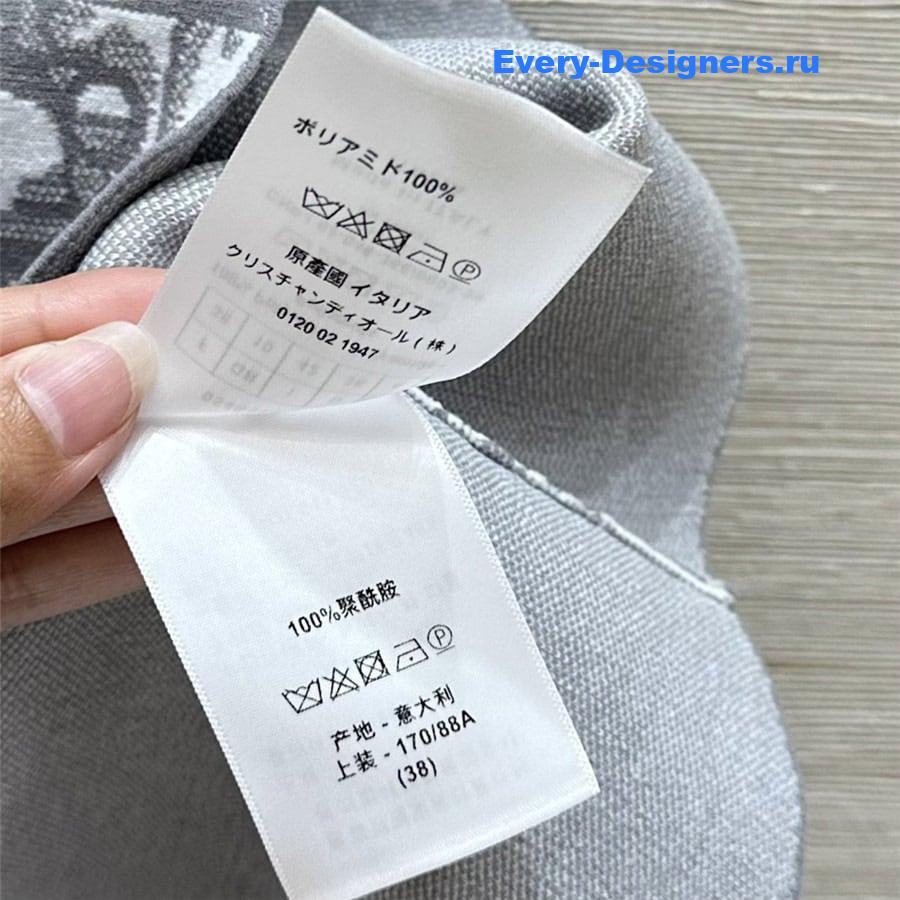 Every-Designers.ru
ポリアミド100%
P
原產國 イタリア
クリスチャンディオール(株)
0120 02 1947
100%聚酰胺
P
产地 - 意大利
上装 - 170/88A
(38)